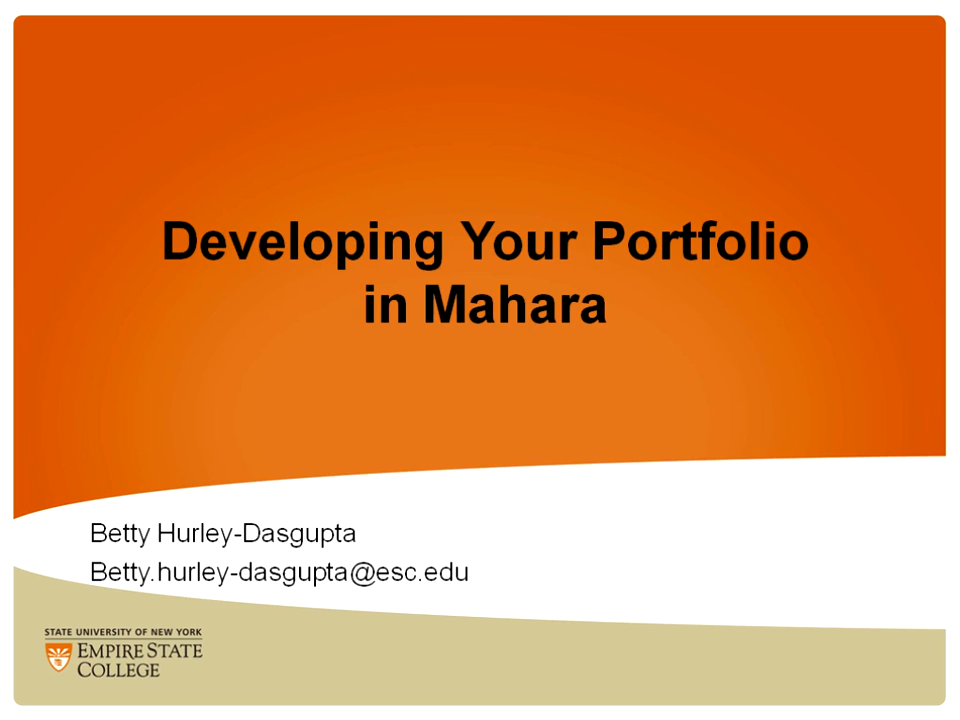 Developing Your Portfolio
in Mahara
Betty Hurley-Dasgupta
Betty.hurley-dasgupta@esc.edu
STATE UNIVERSITY OF NEW YORK
EMPIRE STATE
COLLEGE